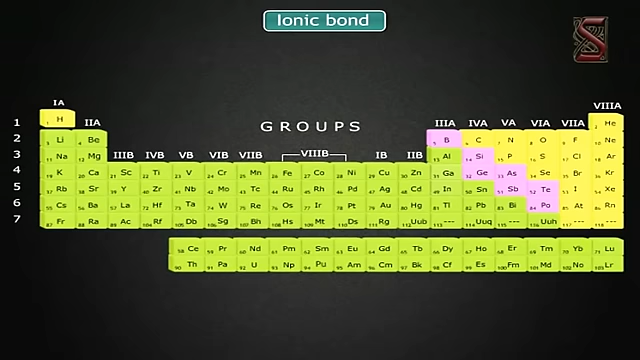 Ionic bond
S
VIIIA
IA
GROUPS
IIA IIIA IVA VA VIA VIIA
IIIB IVB VB VIB VIIB VIIIB IB IIB
1 H He
2 Li Be B C N O F Ne
3 Na Mg Al Si P S Cl Ar
4 K Ca Sc Ti V Cr Mn Fe Co Ni Cu Zn Ga Ge As Se Br Kr
5 Rb Sr Y Zr Nb Mo Tc Ru Rh Pd Ag Cd In Sn Sb Te I Xe
6 Cs Ba La Hf Ta W Re Os Ir Pt Au Hg Tl Pb Bi Po At Rn
7 Fr Ra Ac Rf Db Sg Bh Hs Mt Ds Rg Uub --- Uuq --- Uuh --- ---
Ce Pr Nd Pm Sm Eu Gd Tb Dy Ho Er Tm Yb Lu
Th Pa U Np Pu Am Cm Bk Cf Es Fm Md No Lr